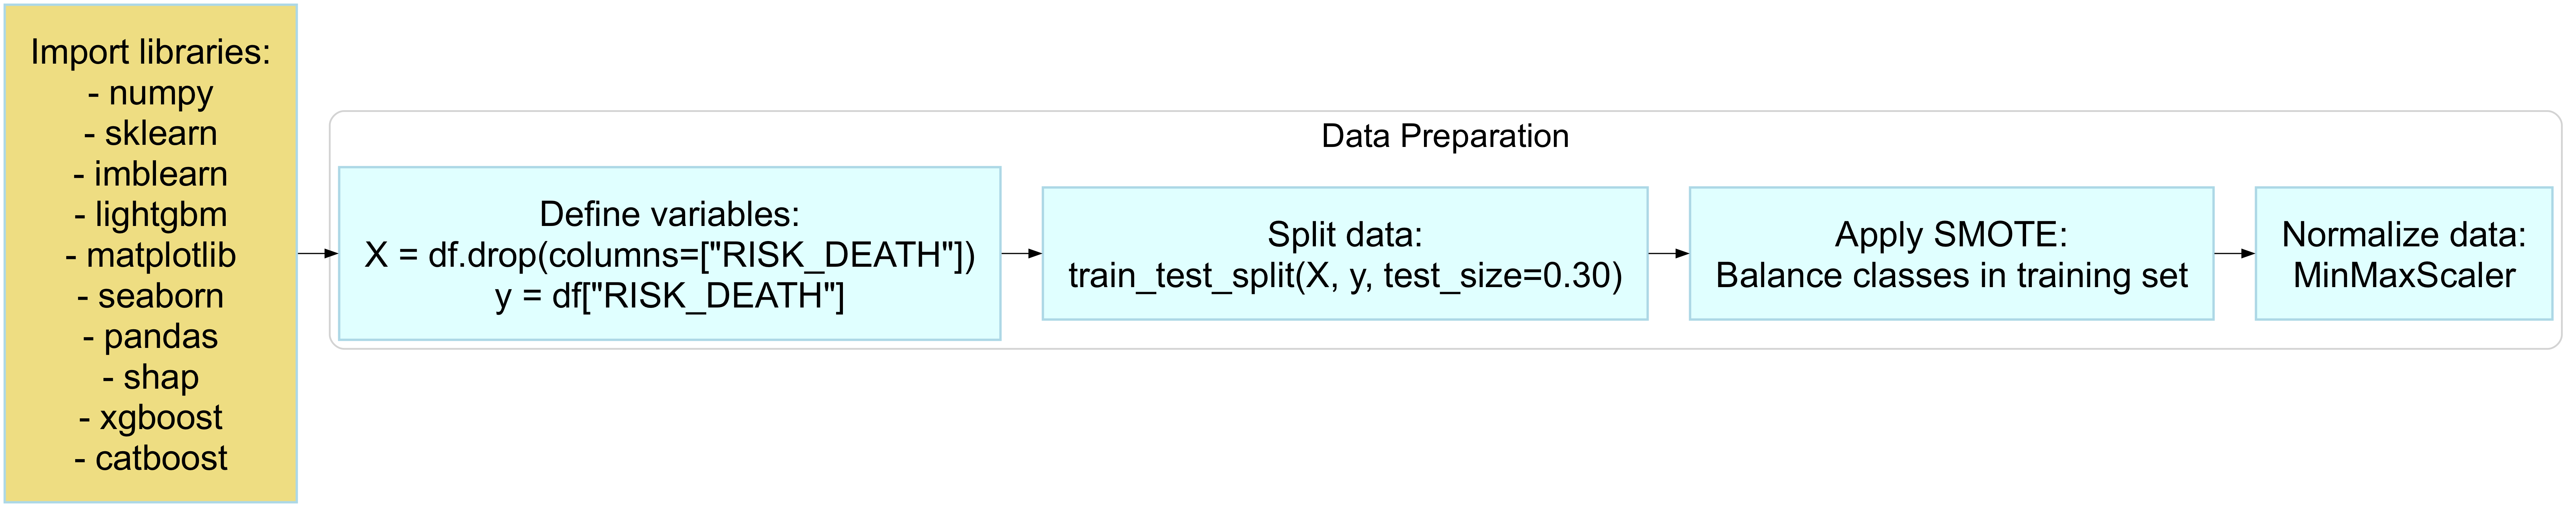 Import libraries:
- numpy
- sklearn
- imblearn
- lightgbm
- matplotlib
- seaborn
- pandas
- shap
- xgboost
- catboost
Data Preparation
Define variables:
X = df.drop(columns=["RISK_DEATH"])
y = df["RISK_DEATH"]
Split data:
train_test_split(X, y, test_size=0.30)
Apply SMOTE:
Balance classes in training set
Normalize data:
MinMaxScaler